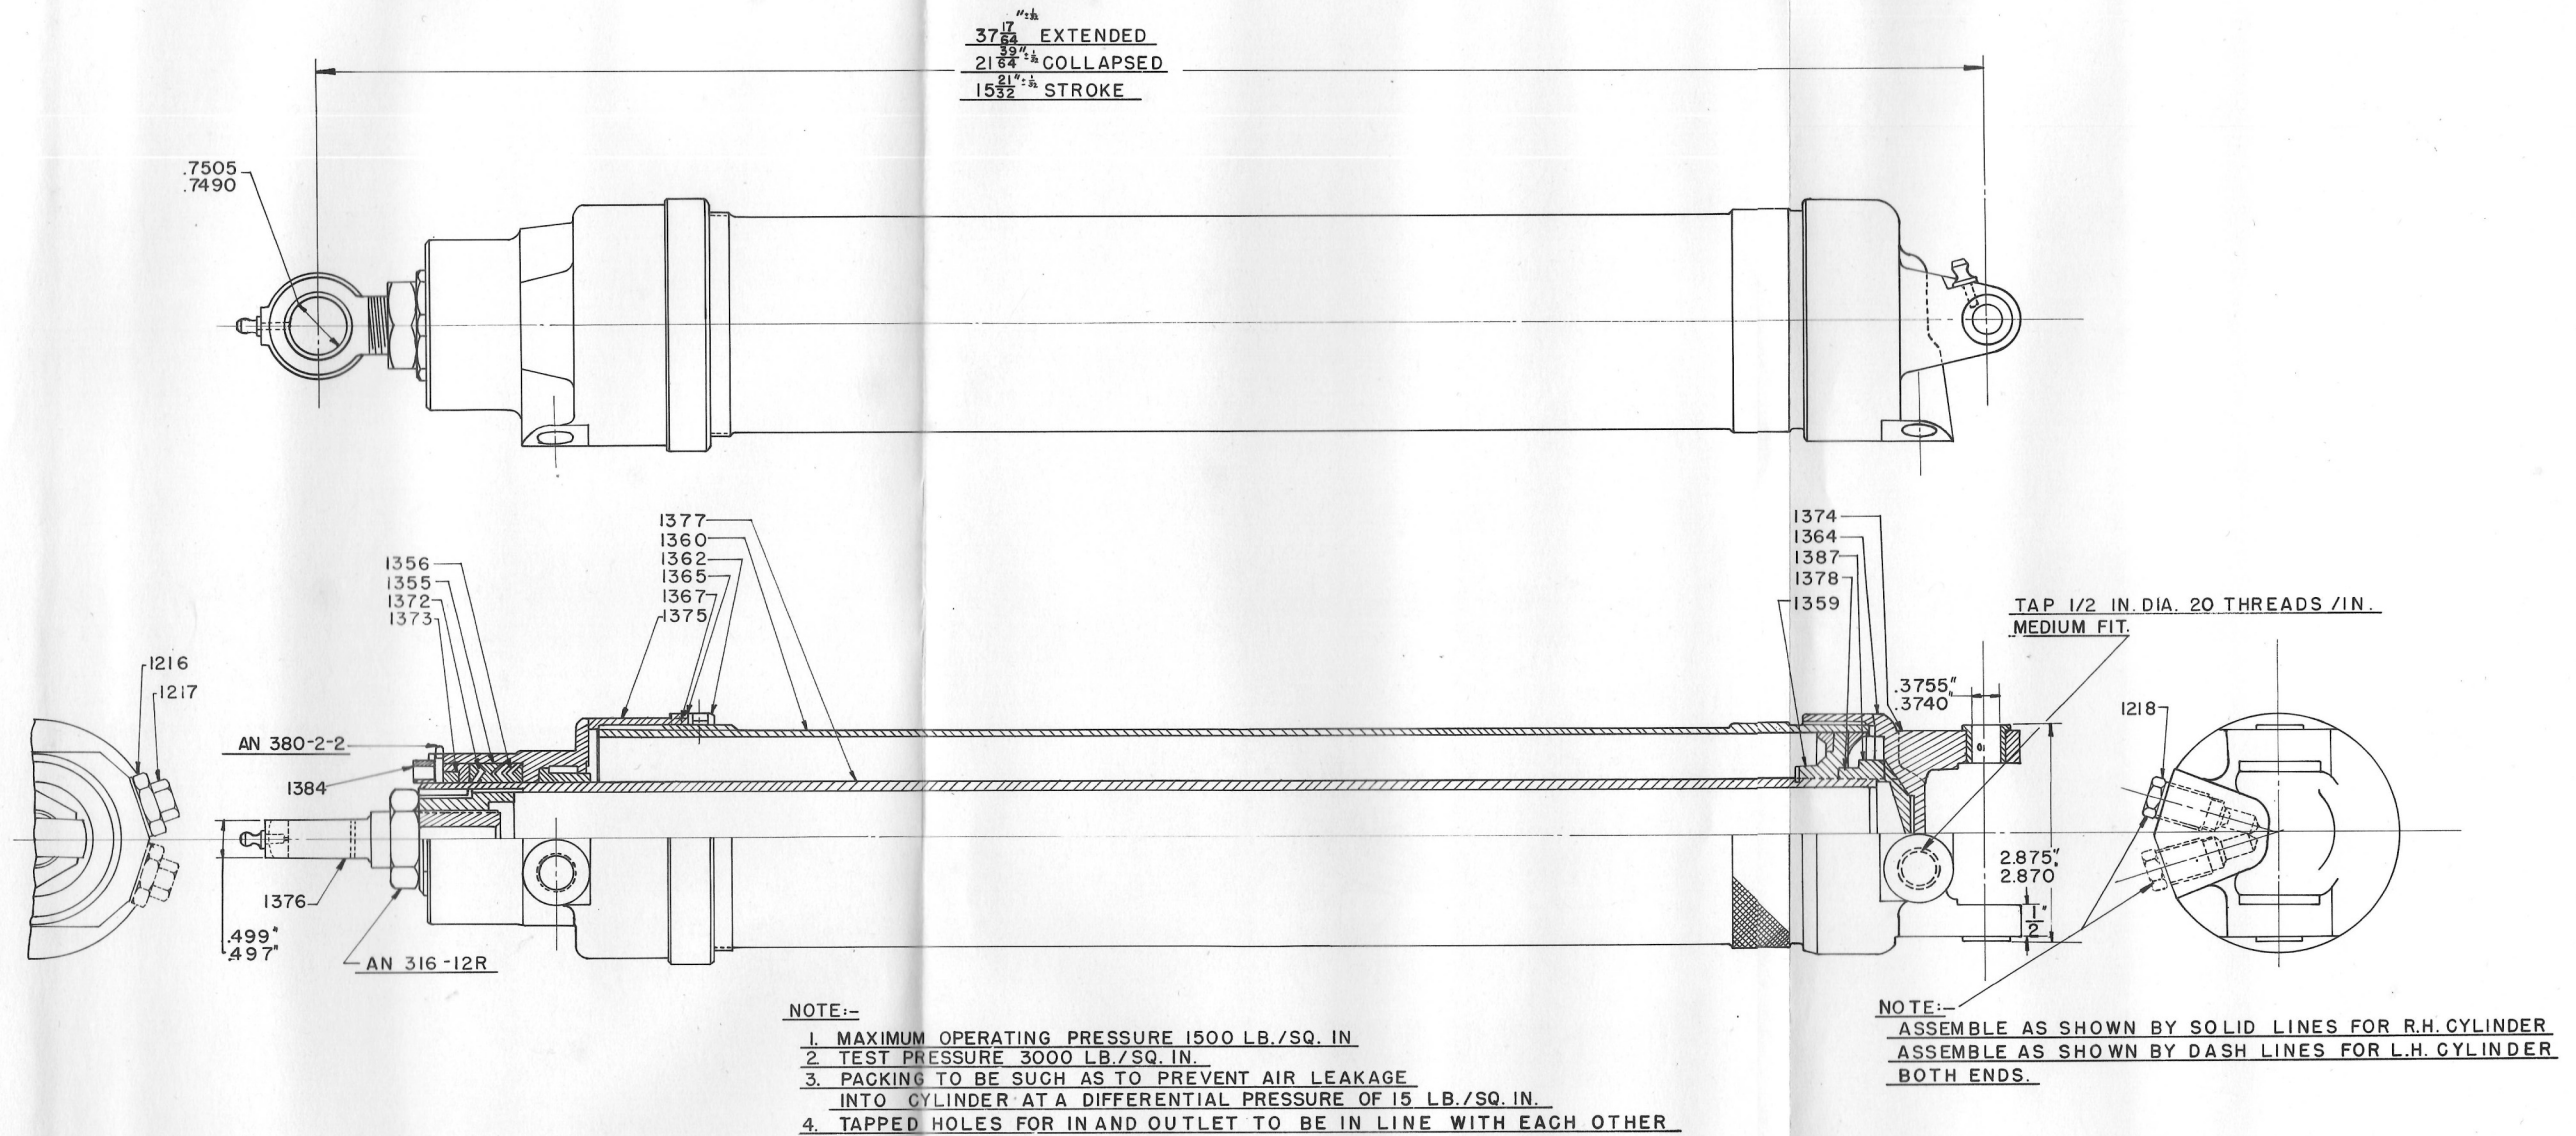 37 17/64" ± 1/32 EXTENDED
21 39/64" ± 1/32 COLLAPSED
15 21/32" ± 1/32 STROKE
.7505
.7490
1377
1360
1362
1365
1367
1375
1356
1355
1372
1373
1374
1364
1387
1378
1359
TAP 1/2 IN. DIA. 20 THREADS /IN.
MEDIUM FIT.
1216
1217
.3755"
.3740"
1218
AN 380-2-2
1384
1376
.499"
.497"
AN 316-12R
2.875"
2.870"
1/2"
NOTE:-
1. MAXIMUM OPERATING PRESSURE 1500 LB./SQ. IN
2. TEST PRESSURE 3000 LB./SQ. IN.
3. PACKING TO BE SUCH AS TO PREVENT AIR LEAKAGE
INTO CYLINDER AT A DIFFERENTIAL PRESSURE OF 15 LB./SQ. IN.
4. TAPPED HOLES FOR IN AND OUTLET TO BE IN LINE WITH EACH OTHER
NOTE:-
ASSEMBLE AS SHOWN BY SOLID LINES FOR R.H. CYLINDER
ASSEMBLE AS SHOWN BY DASH LINES FOR L.H. CYLINDER
BOTH ENDS.